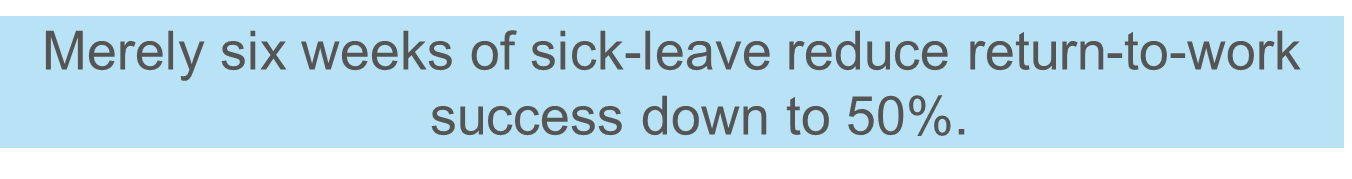 Merely six weeks of sick-leave reduce return-to-work
success down to 50%.